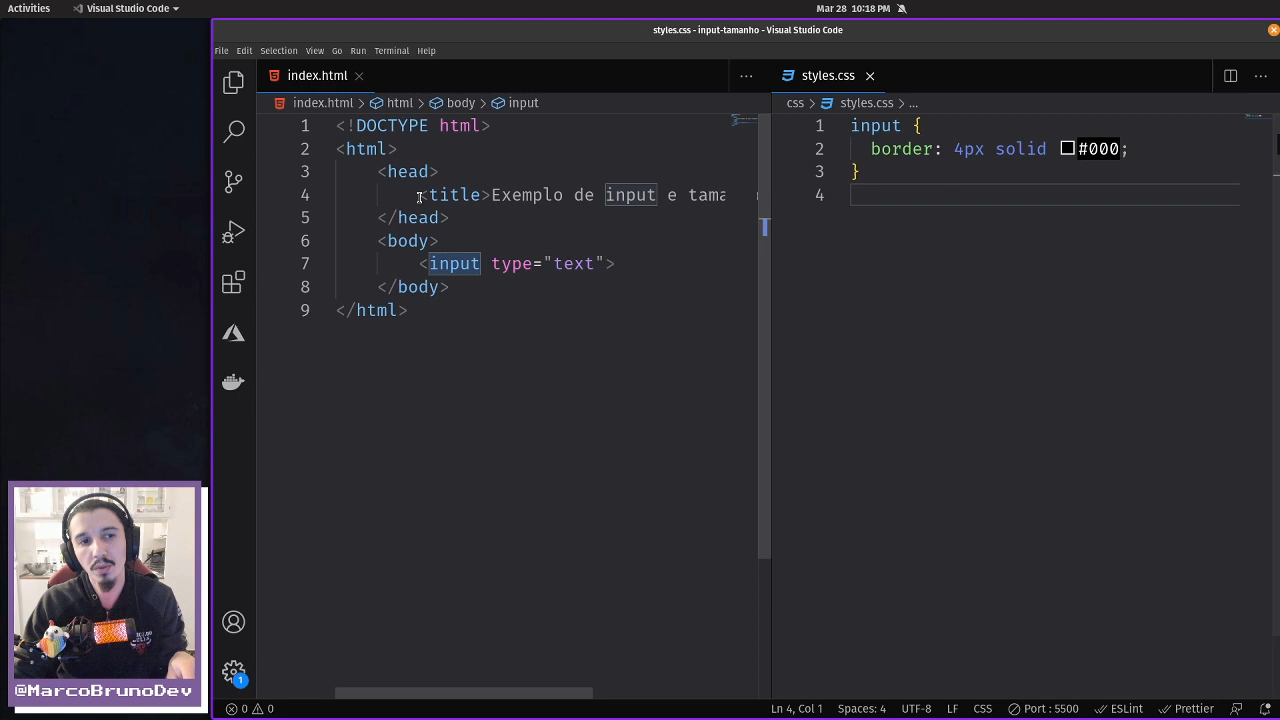 Activities
Visual Studio Code
Mar 28 10:18 PM
styles.css - input-tamanho - Visual Studio Code
File Edit Selection View Go Run Terminal Help
index.html
index.html > html > body > input
1 <!DOCTYPE html>
2 <html>
3 <head>
4 <title>Exemplo de input e tama
5 </head>
6 <body>
7 <input type="text">
8 </body>
9 </html>
styles.css
css > styles.css > ...
1 input {
2 border: 4px solid #000;
3 }
4
1
@MarcoBrunoDev
0 0
Ln 4, Col 1 Spaces: 4 UTF-8 LF CSS Port : 5500 ESLint Prettier